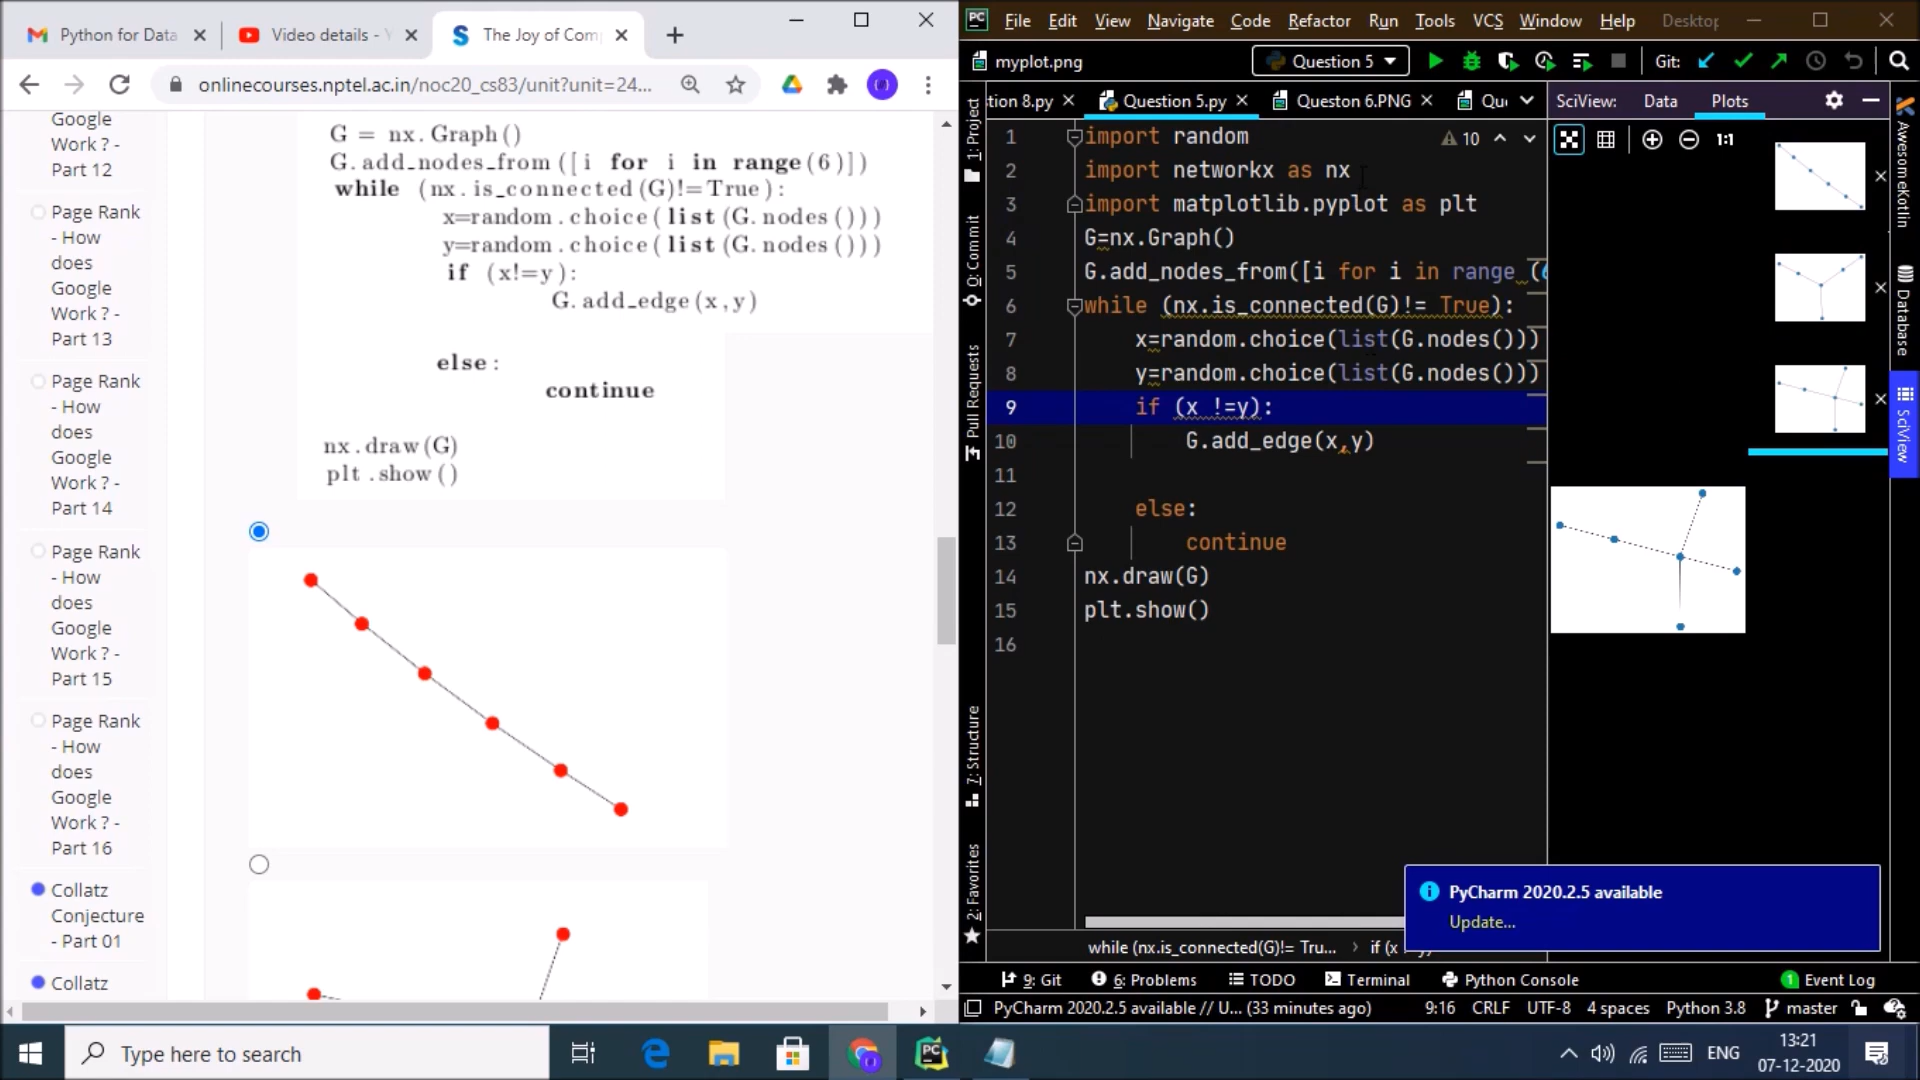 Python for Data
Video details -
The Joy of Com
onlinecourses.nptel.ac.in/noc20_cs83/unit?unit=24...
Google
Work ? -
Part 12
Page Rank
- How
does
Google
Work ? -
Part 13
Page Rank
- How
does
Google
Work ? -
Part 14
Page Rank
- How
does
Google
Work ? -
Part 15
Page Rank
- How
does
Google
Work ? -
Part 16
Collatz
Conjecture
- Part 01
Collatz
G = nx.Graph()
G.add_nodes_from([i for i in range(6)])
while (nx.is_connected(G)!=True):
x=random.choice(list(G.nodes()))
y=random.choice(list(G.nodes()))
if (x!=y):
G.add_edge(x,y)
else:
continue
nx.draw(G)
plt.show()
PC File Edit View Navigate Code Refactor Run Tools VCS Window Help Desktop
myplot.png
Question 5
Git:
tion 8.py
Question 5.py
Queston 6.PNG
Qu
SciView: Data Plots
1:1
10
1 import random
2 import networkx as nx
3 import matplotlib.pyplot as plt
4 G=nx.Graph()
5 G.add_nodes_from([i for i in range (6
6 while (nx.is_connected(G)!= True):
7 x=random.choice(list(G.nodes()))
8 y=random.choice(list(G.nodes()))
9 if (x !=y):
10 G.add_edge(x,y)
11
12 else:
13 continue
14 nx.draw(G)
15 plt.show()
16
1: Project
0: Commit
Pull Requests
7: Structure
2: Favorites
AwesomeKotlin
Database
SciView
PyCharm 2020.2.5 available
Update...
while (nx.is_connected(G)!= Tru... › if (x
9: Git
6: Problems
TODO
Terminal
Python Console
1 Event Log
PyCharm 2020.2.5 available // U... (33 minutes ago)
9:16 CRLF UTF-8 4 spaces Python 3.8 master
Type here to search
PC
ENG
13:21
07-12-2020